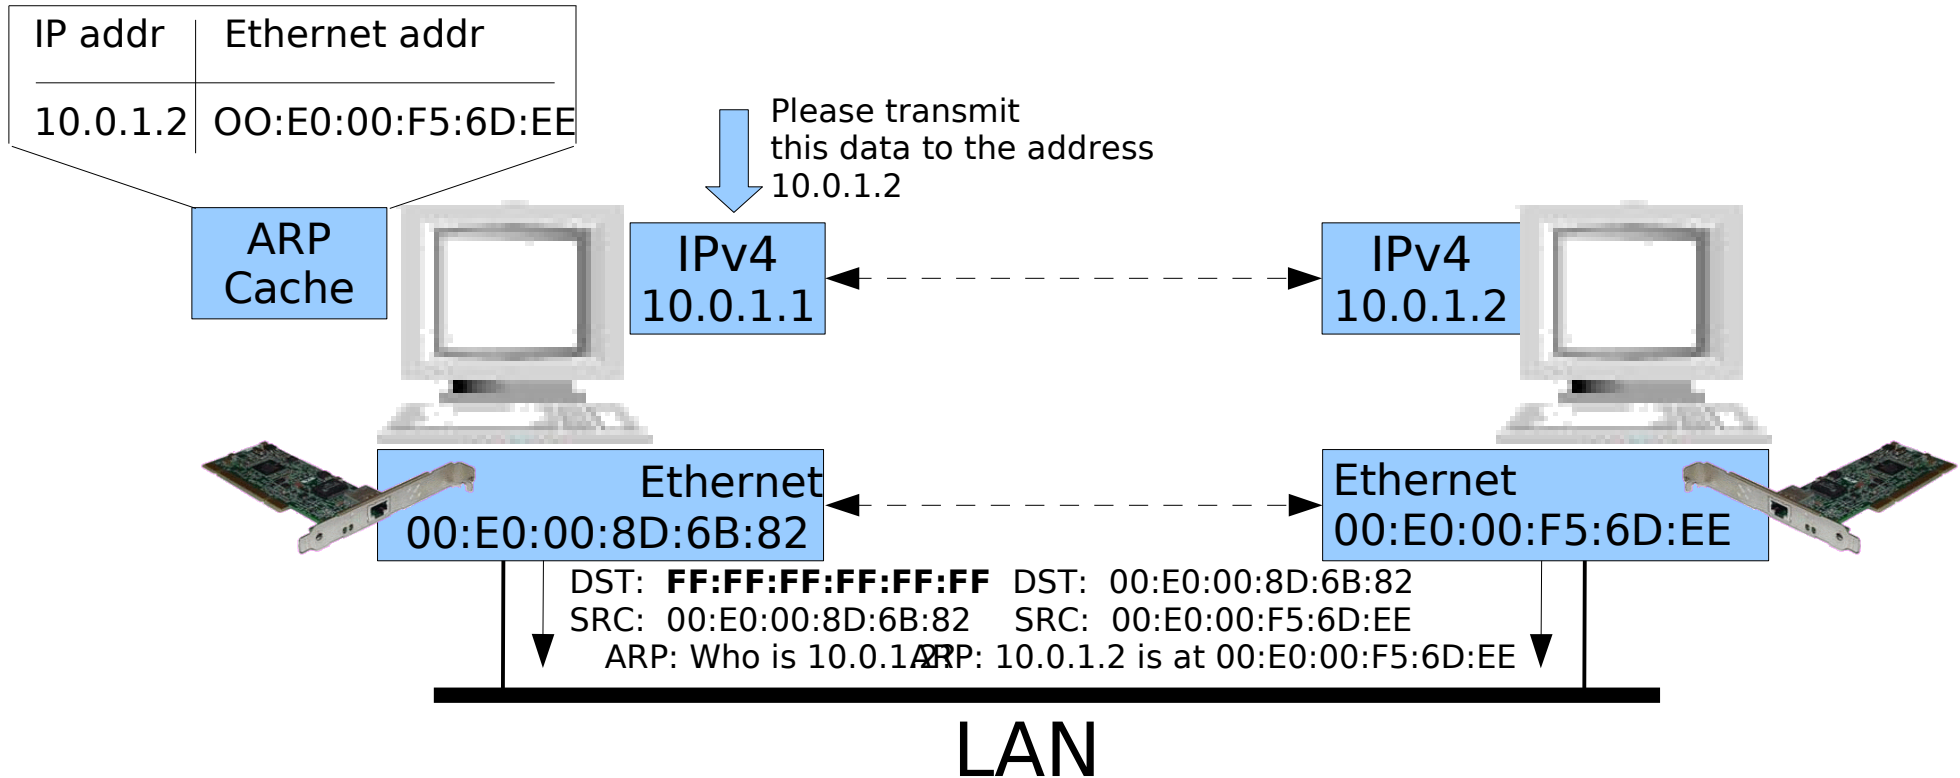 IP addr Ethernet addr
10.0.1.2 OO:E0:00:F5:6D:EE
Please transmit
this data to the address
10.0.1.2
ARP
Cache
IPv4
10.0.1.1
IPv4
10.0.1.2
Ethernet
00:E0:00:8D:6B:82
Ethernet
00:E0:00:F5:6D:EE
DST: FF:FF:FF:FF:FF:FF
SRC: 00:E0:00:8D:6B:82
ARP: Who is 10.0.1.2?
DST: 00:E0:00:8D:6B:82
SRC: 00:E0:00:F5:6D:EE
ARP: 10.0.1.2 is at 00:E0:00:F5:6D:EE
LAN